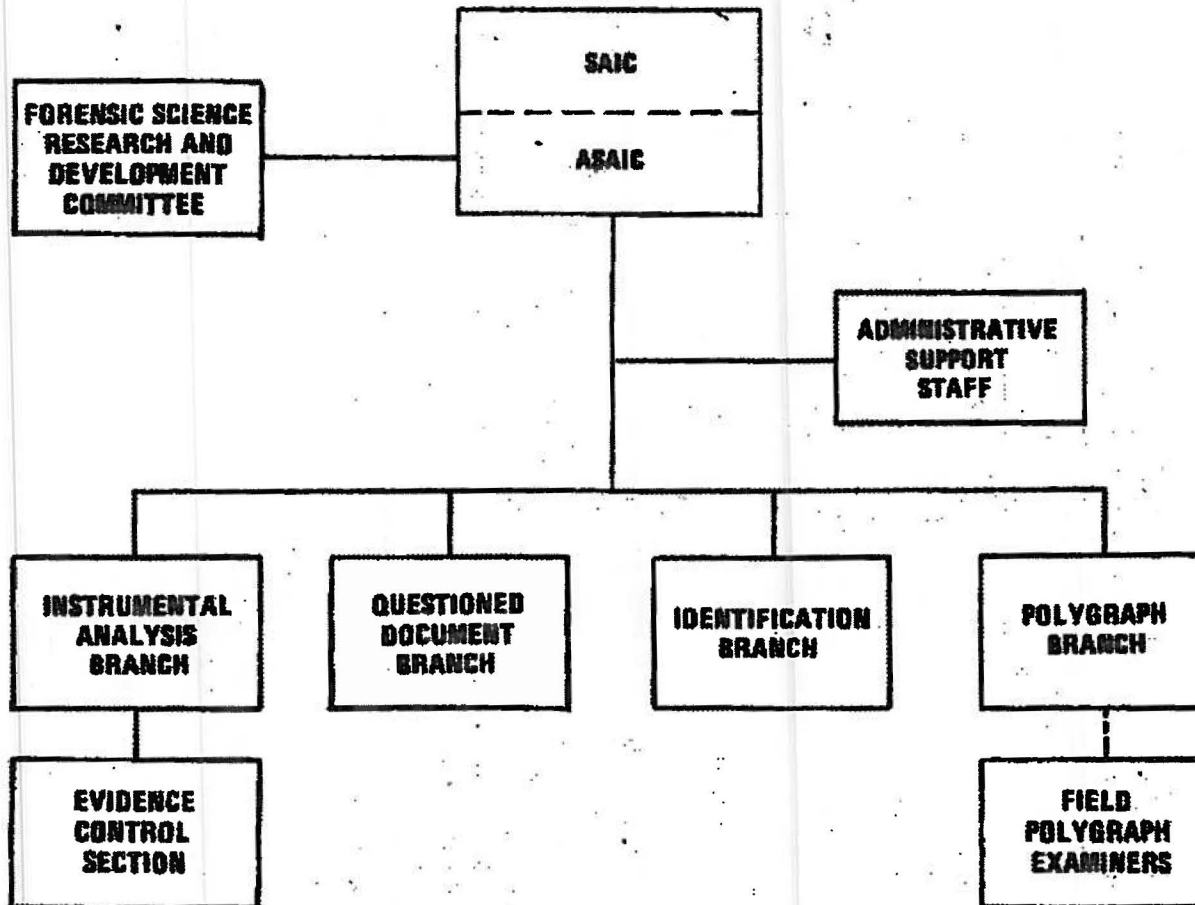 SAIC
ASAIC
FORENSIC SCIENCE
RESEARCH AND
DEVELOPMENT
COMMITTEE
ADMINISTRATIVE
SUPPORT
STAFF
INSTRUMENTAL
ANALYSIS
BRANCH
QUESTIONED
DOCUMENT
BRANCH
IDENTIFICATION
BRANCH
POLYGRAPH
BRANCH
EVIDENCE
CONTROL
SECTION
FIELD
POLYGRAPH
EXAMINERS